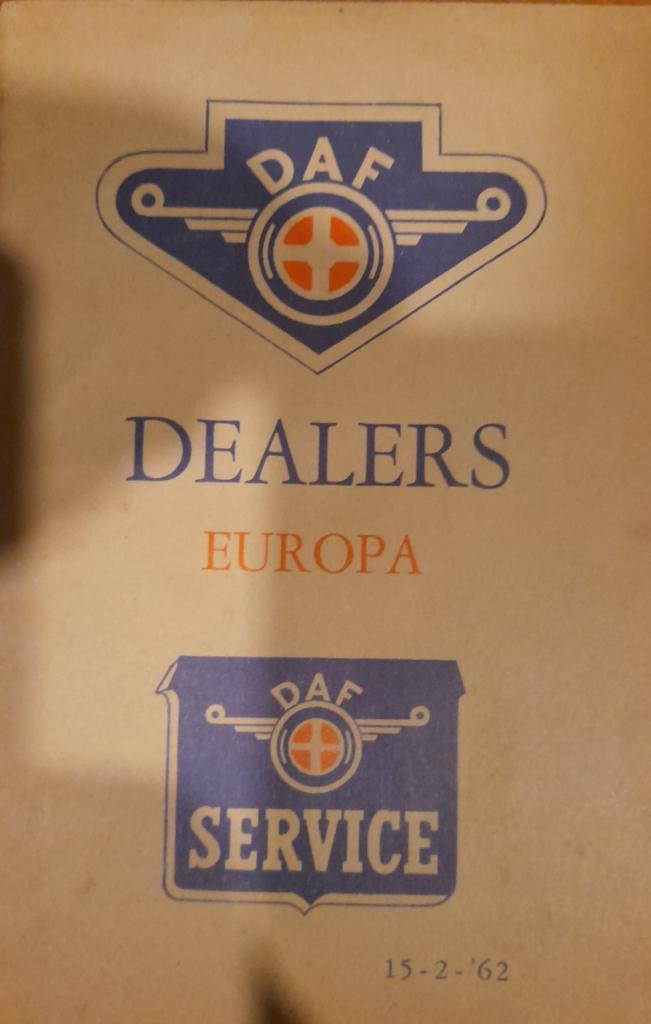 DAF
DEALERS
EUROPA
DAF
SERVICE
15-2-'62